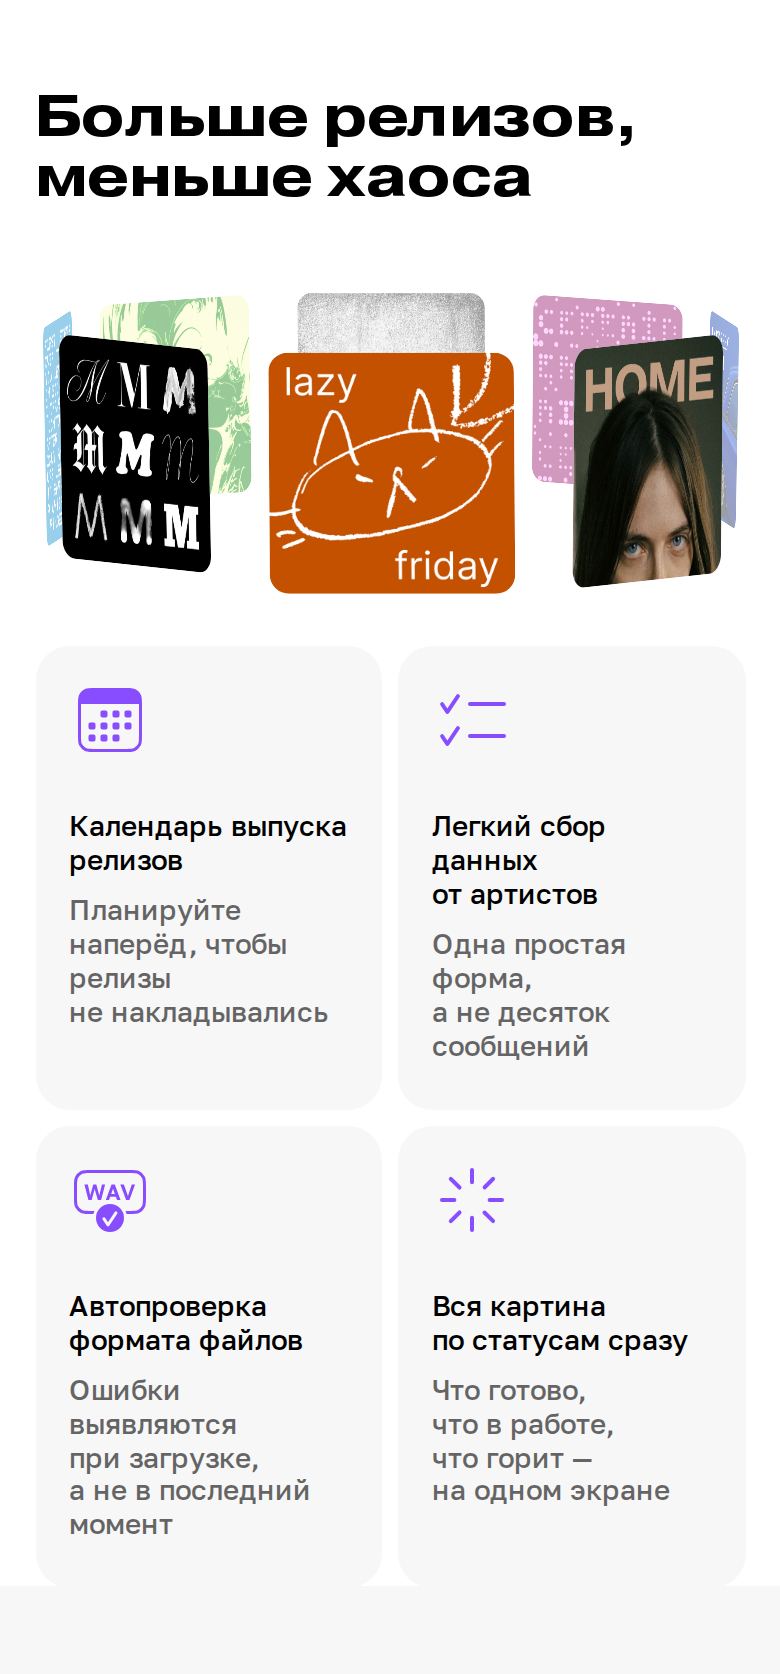 Больше релизов,
меньше хаоса
M M M
M M M
M M M
lazy
friday
HOME
Календарь выпуска
релизов
Планируйте
наперёд, чтобы
релизы
не накладывались
Легкий сбор
данных
от артистов
Одна простая
форма,
а не десяток
сообщений
WAV
Автопроверка
формата файлов
Ошибки
выявляются
при загрузке,
а не в последний
момент
Вся картина
по статусам сразу
Что готово,
что в работе,
что горит —
на одном экране